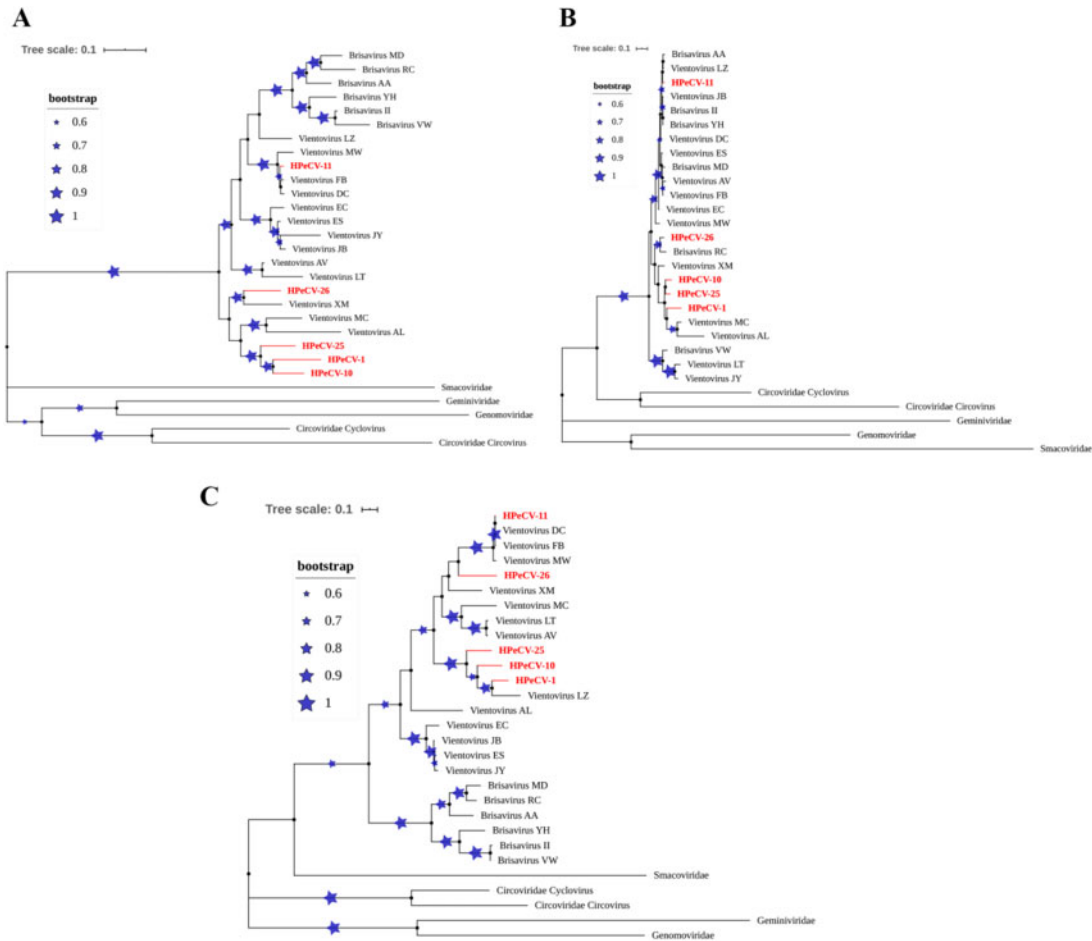 A
Tree scale: 0.1
bootstrap
0.6
0.7
0.8
0.9
1
Brisavirus MD
Brisavirus RC
Brisavirus AA
Brisavirus YH
Brisavirus II
Brisavirus VW
Vientovirus LZ
Vientovirus MW
HPeCV-11
Vientovirus FB
Vientovirus DC
Vientovirus EC
Vientovirus ES
Vientovirus JY
Vientovirus JB
Vientovirus AV
Vientovirus LT
HPeCV-26
Vientovirus XM
Vientovirus MC
Vientovirus AL
HPeCV-25
HPeCV-1
HPeCV-10
Smacoviridae
Geminiviridae
Genomoviridae
Circoviridae Cyclovirus
Circoviridae Circovirus
B
Tree scale: 0.1
bootstrap
0.6
0.7
0.8
0.9
1
Brisavirus AA
Vientovirus LZ
HPeCV-11
Vientovirus JB
Brisavirus II
Brisavirus YH
Vientovirus DC
Vientovirus ES
Brisavirus MD
Vientovirus AV
Vientovirus FB
Vientovirus EC
Vientovirus MW
HPeCV-26
Brisavirus RC
Vientovirus XM
HPeCV-10
HPeCV-25
HPeCV-1
Vientovirus MC
Vientovirus AL
Brisavirus VW
Vientovirus LT
Vientovirus JY
Circoviridae Cyclovirus
Circoviridae Circovirus
Geminiviridae
Genomoviridae
Smacoviridae
C
Tree scale: 0.1
bootstrap
0.6
0.7
0.8
0.9
1
HPeCV-11
Vientovirus DC
Vientovirus FB
Vientovirus MW
HPeCV-26
Vientovirus XM
Vientovirus MC
Vientovirus LT
Vientovirus AV
HPeCV-25
HPeCV-10
HPeCV-1
Vientovirus LZ
Vientovirus AL
Vientovirus EC
Vientovirus JB
Vientovirus ES
Vientovirus JY
Brisavirus MD
Brisavirus RC
Brisavirus AA
Brisavirus YH
Brisavirus II
Brisavirus VW
Smacoviridae
Circoviridae Cyclovirus
Circoviridae Circovirus
Geminiviridae
Genomoviridae